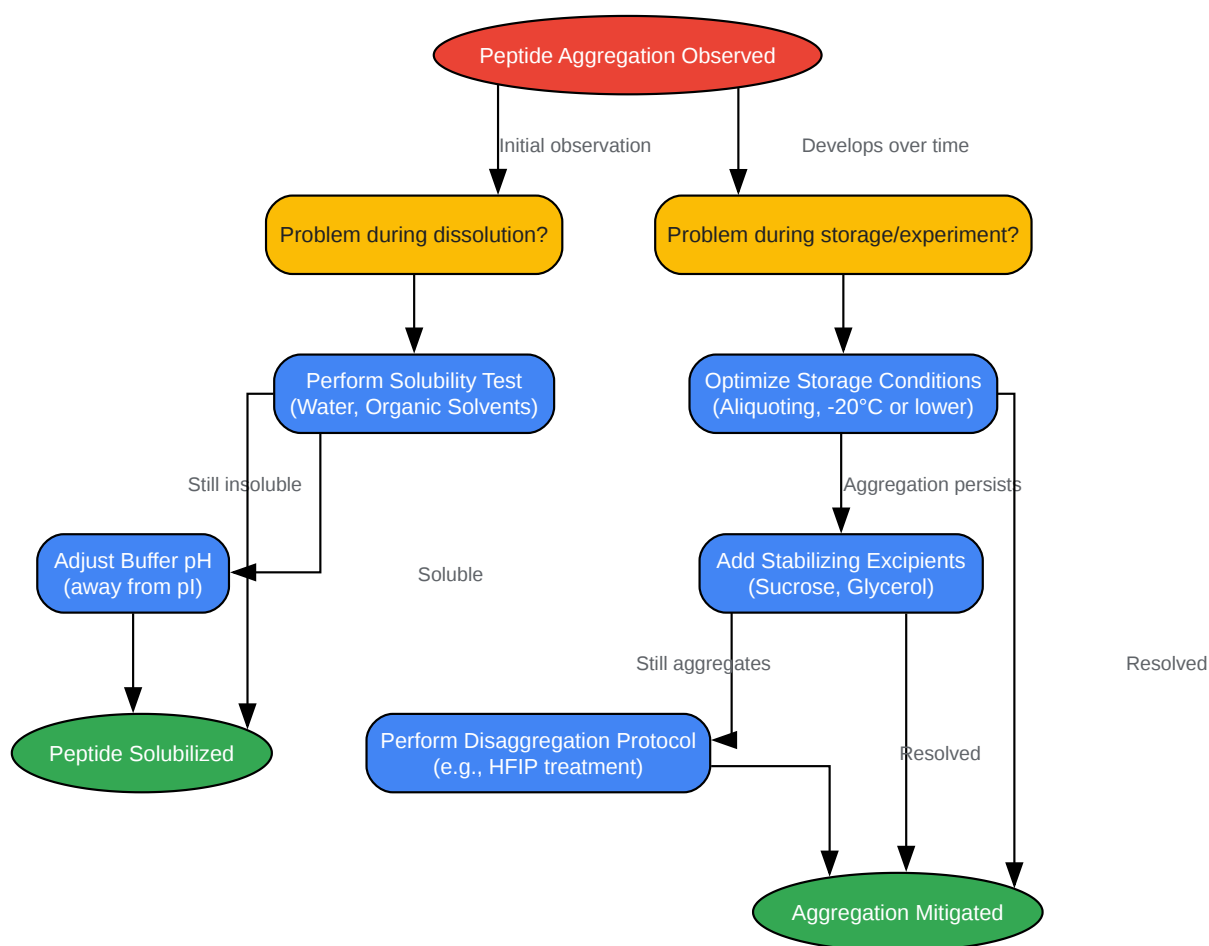 Peptide Aggregation Observed
Initial observation
Develops over time
Problem during dissolution?
Problem during storage/experiment?
Perform Solubility Test
(Water, Organic Solvents)
Optimize Storage Conditions
(Aliquoting, -20°C or lower)
Still insoluble
Aggregation persists
Adjust Buffer pH
(away from pI)
Soluble
Add Stabilizing Excipients
(Sucrose, Glycerol)
Still aggregates
Resolved
Peptide Solubilized
Perform Disaggregation Protocol
(e.g., HFIP treatment)
Resolved
Aggregation Mitigated